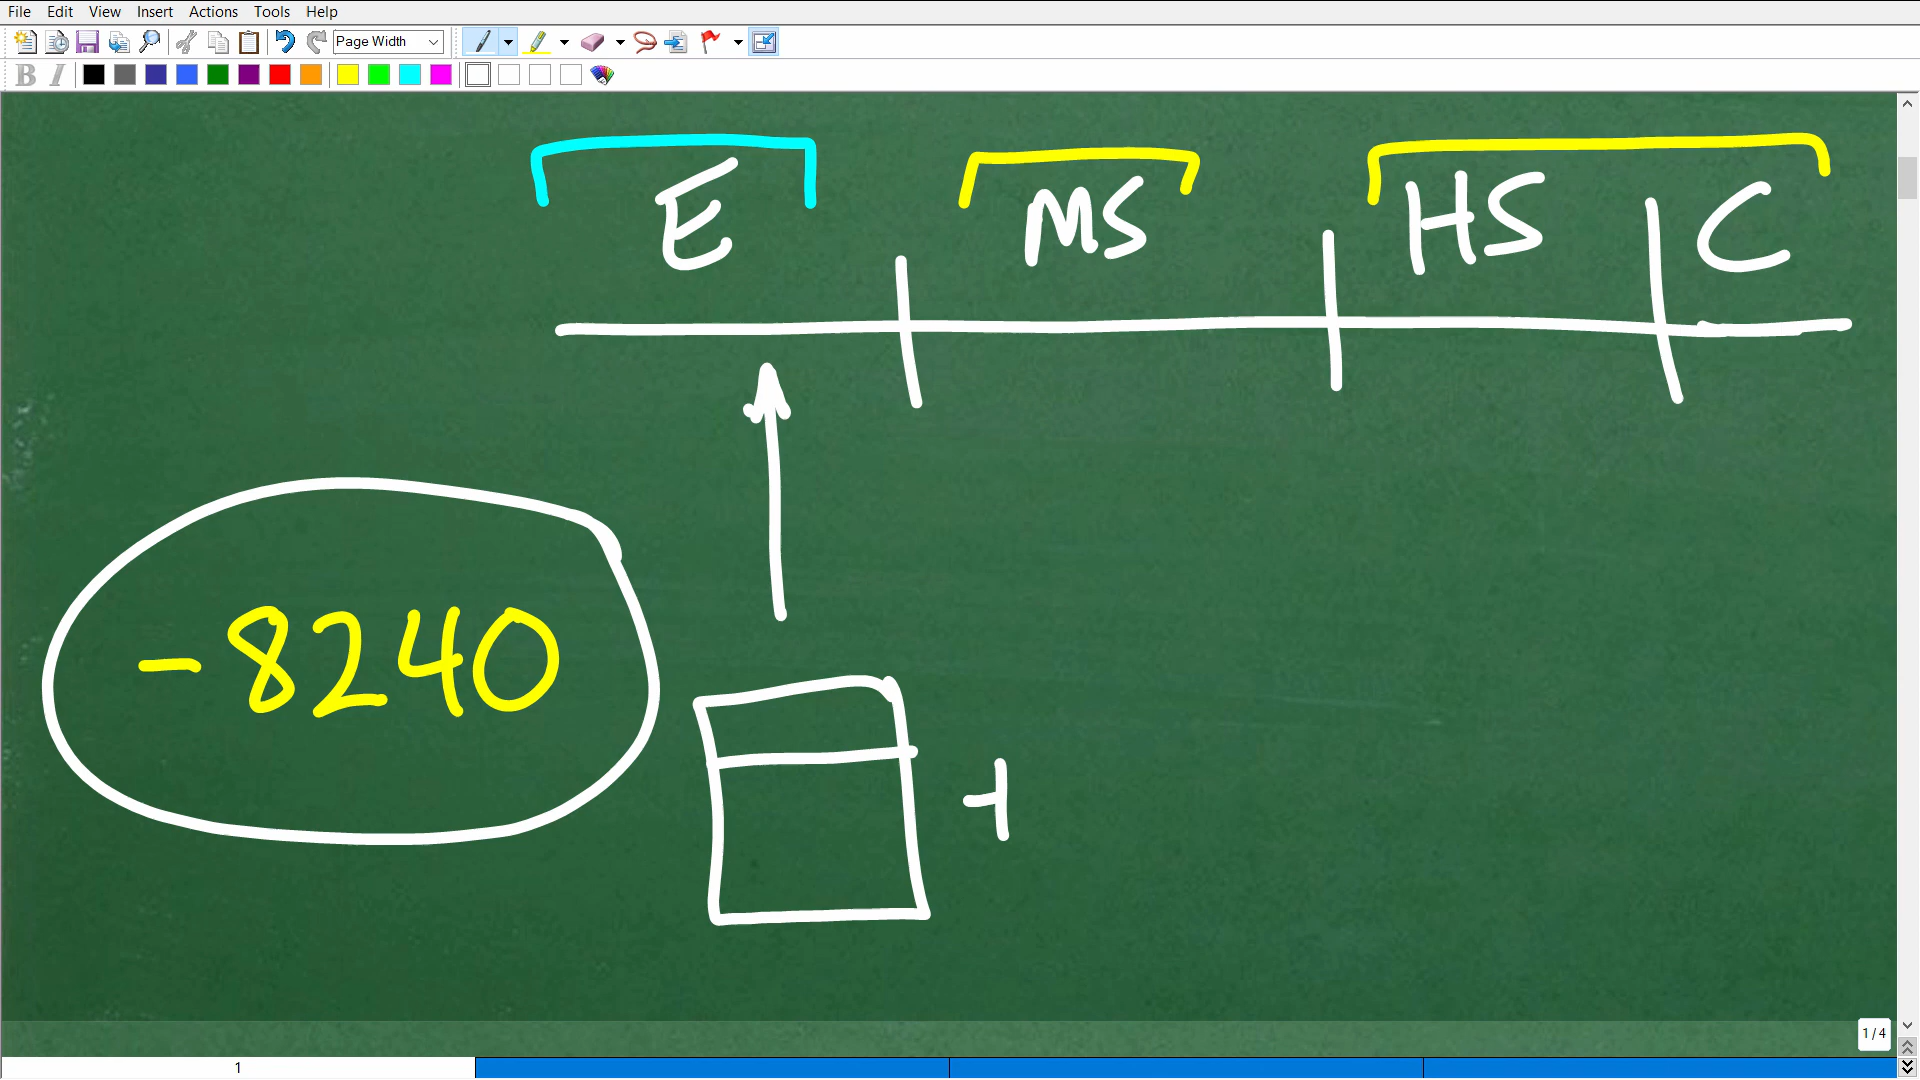 File Edit View Insert Actions Tools Help
Page Width
B I
E MS HS C
-8240
+
1 / 4
1